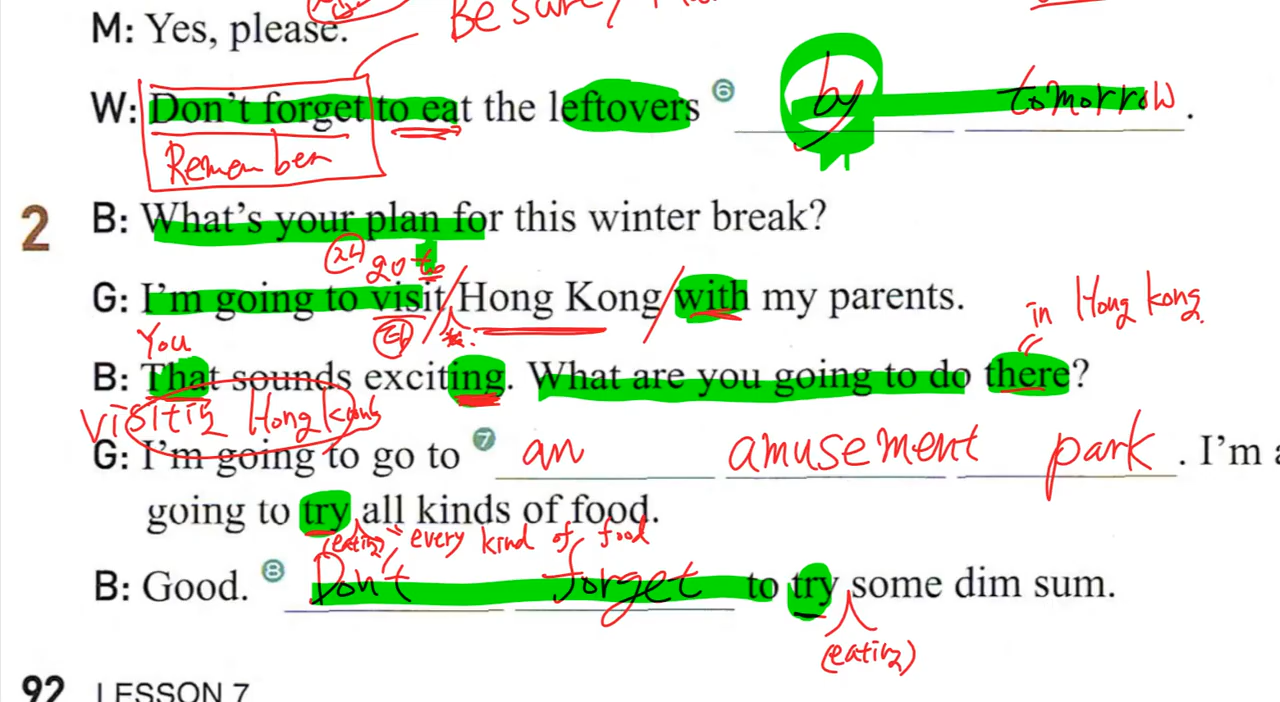 Be sure
M: Yes, please.
W: Don't forget to eat the leftovers ⑥ by tomorrow.
Remember
2 B: What's your plan for this winter break?
go to
G: I'm going to visit/Hong Kong/with my parents.
in Hong Kong.
You
B: That sounds exciting. What are you going to do there?
visiting Hong Kong
G: I'm going to go to ⑦ an amusement park. I'm a
going to try all kinds of food.
(eating) = every kind of food
B: Good. ⑧ Don't forget to try some dim sum.
(eating)
92 LESSON 7